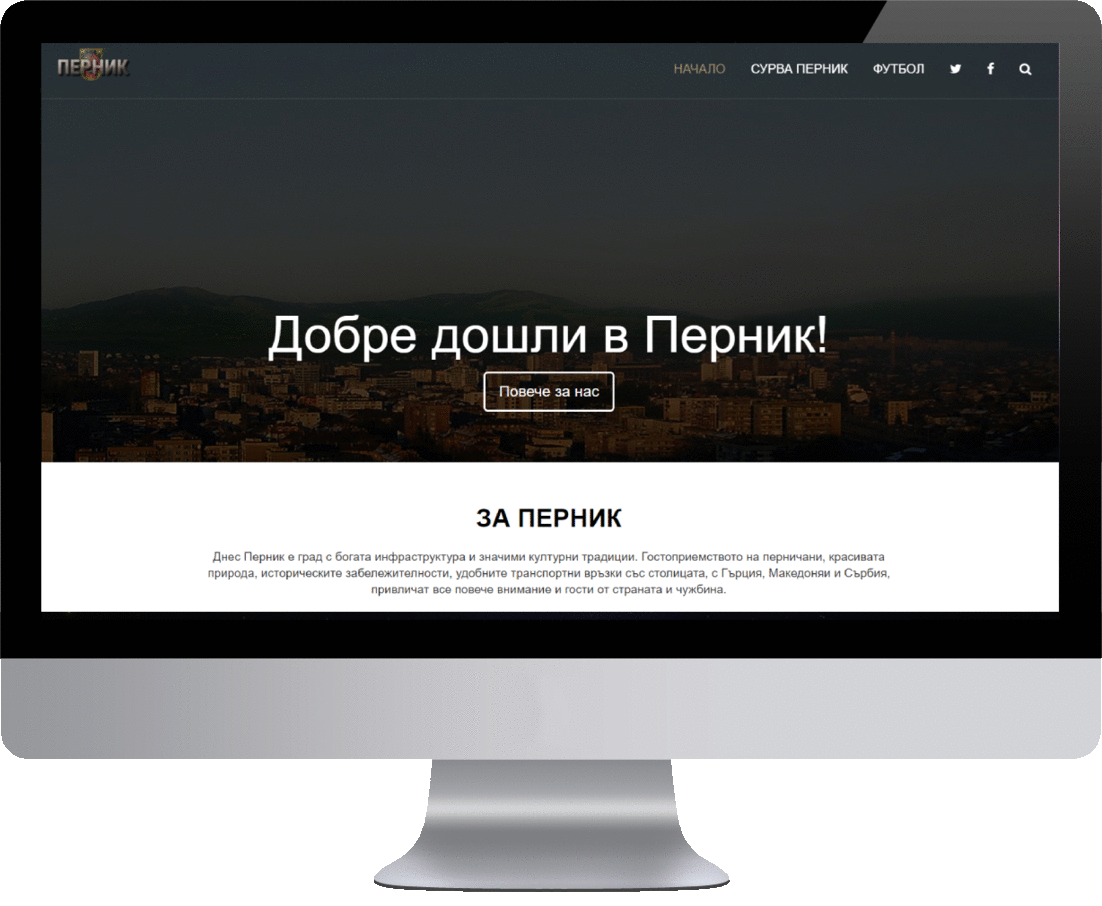 ПЕРНИК
НАЧАЛО СУРВА ПЕРНИК ФУТБОЛ
Добре дошли в Перник!
Повече за нас
ЗА ПЕРНИК
Днес Перник е град с богата инфраструктура и значими културни традиции. Гостоприемството на перничани, красивата
природа, историческите забележителности, удобните транспортни връзки със столицата, с Гърция, Македоняи и Сърбия,
привличат все повече внимание и гости от страната и чужбина.